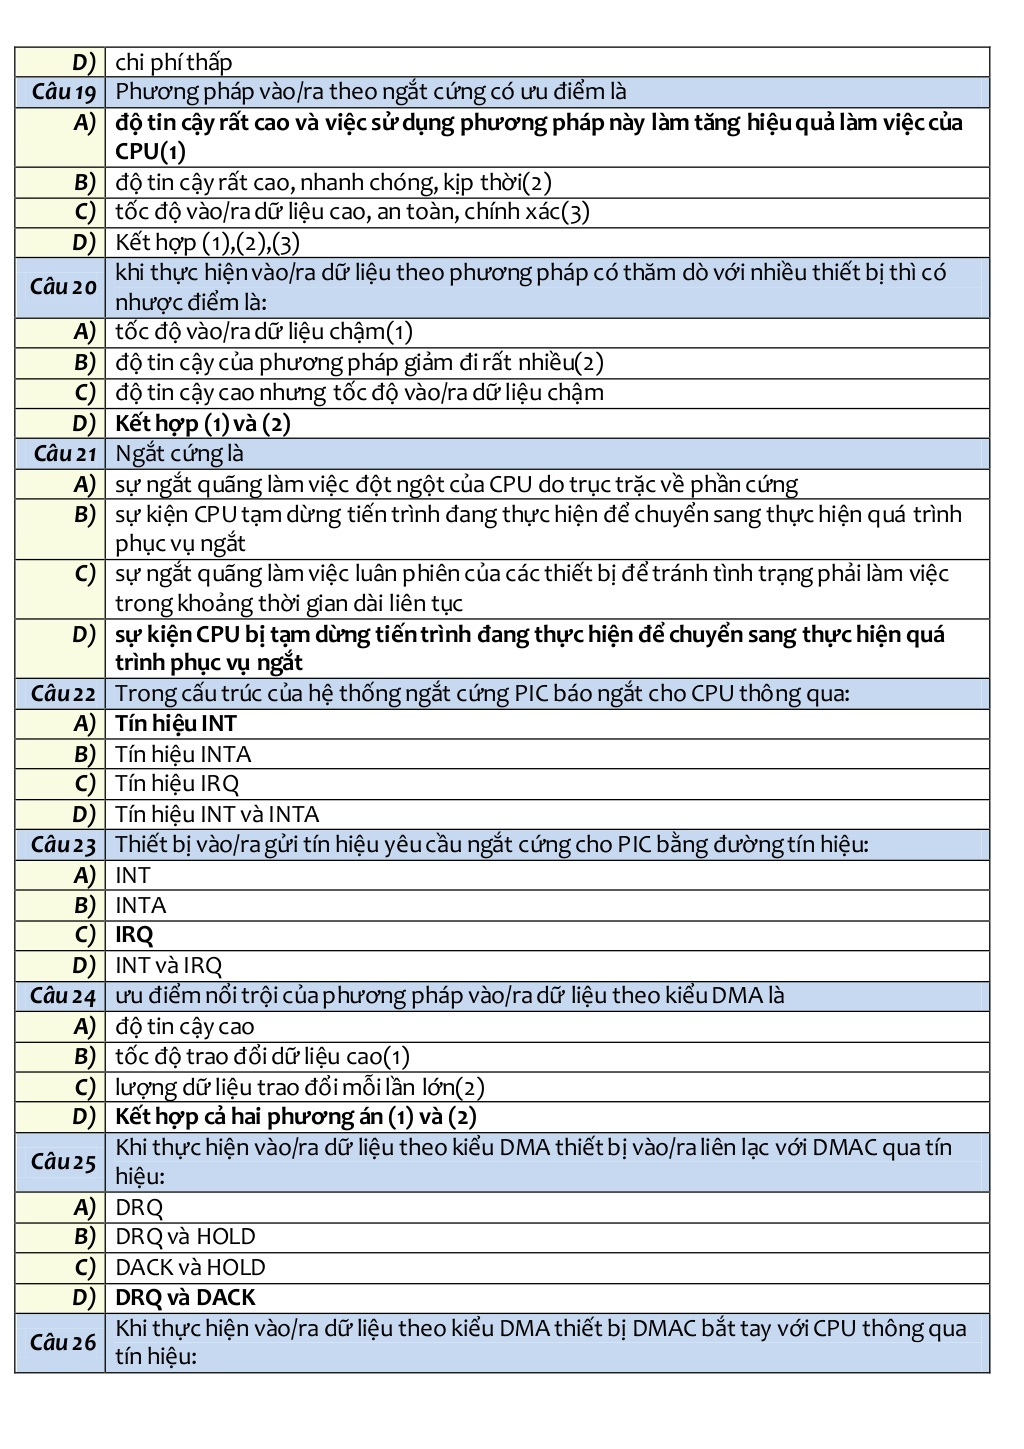 D) chi phí thấp
Câu 19 Phương pháp vào/ra theo ngắt cứng có ưu điểm là
A) độ tin cậy rất cao và việc sử dụng phương pháp này làm tăng hiệu quả làm việc của
CPU(1)
B) độ tin cậy rất cao, nhanh chóng, kịp thời(2)
C) tốc độ vào/ra dữ liệu cao, an toàn, chính xác(3)
D) Kết hợp (1),(2),(3)
Câu 20 khi thực hiện vào/ra dữ liệu theo phương pháp có thăm dò với nhiều thiết bị thì có
nhược điểm là:
A) tốc độ vào/ra dữ liệu chậm(1)
B) độ tin cậy của phương pháp giảm đi rất nhiều(2)
C) độ tin cậy cao nhưng tốc độ vào/ra dữ liệu chậm
D) Kết hợp (1) và (2)
Câu 21 Ngắt cứng là
A) sự ngắt quãng làm việc đột ngột của CPU do trục trặc về phần cứng
B) sự kiện CPU tạm dừng tiến trình đang thực hiện để chuyển sang thực hiện quá trình
phục vụ ngắt
C) sự ngắt quãng làm việc luân phiên của các thiết bị để tránh tình trạng phải làm việc
trong khoảng thời gian dài liên tục
D) sự kiện CPU bị tạm dừng tiến trình đang thực hiện để chuyển sang thực hiện quá
trình phục vụ ngắt
Câu 22 Trong cấu trúc của hệ thống ngắt cứng PIC báo ngắt cho CPU thông qua:
A) Tín hiệu INT
B) Tín hiệu INTA
C) Tín hiệu IRQ
D) Tín hiệu INT và INTA
Câu 23 Thiết bị vào/ra gửi tín hiệu yêu cầu ngắt cứng cho PIC bằng đường tín hiệu:
A) INT
B) INTA
C) IRQ
D) INT và IRQ
Câu 24 ưu điểm nổi trội của phương pháp vào/ra dữ liệu theo kiểu DMA là
A) độ tin cậy cao
B) tốc độ trao đổi dữ liệu cao(1)
C) lượng dữ liệu trao đổi mỗi lần lớn(2)
D) Kết hợp cả hai phương án (1) và (2)
Câu 25 Khi thực hiện vào/ra dữ liệu theo kiểu DMA thiết bị vào/ra liên lạc với DMAC qua tín
hiệu:
A) DRQ
B) DRQ và HOLD
C) DACK và HOLD
D) DRQ và DACK
Câu 26 Khi thực hiện vào/ra dữ liệu theo kiểu DMA thiết bị DMAC bắt tay với CPU thông qua
tín hiệu: